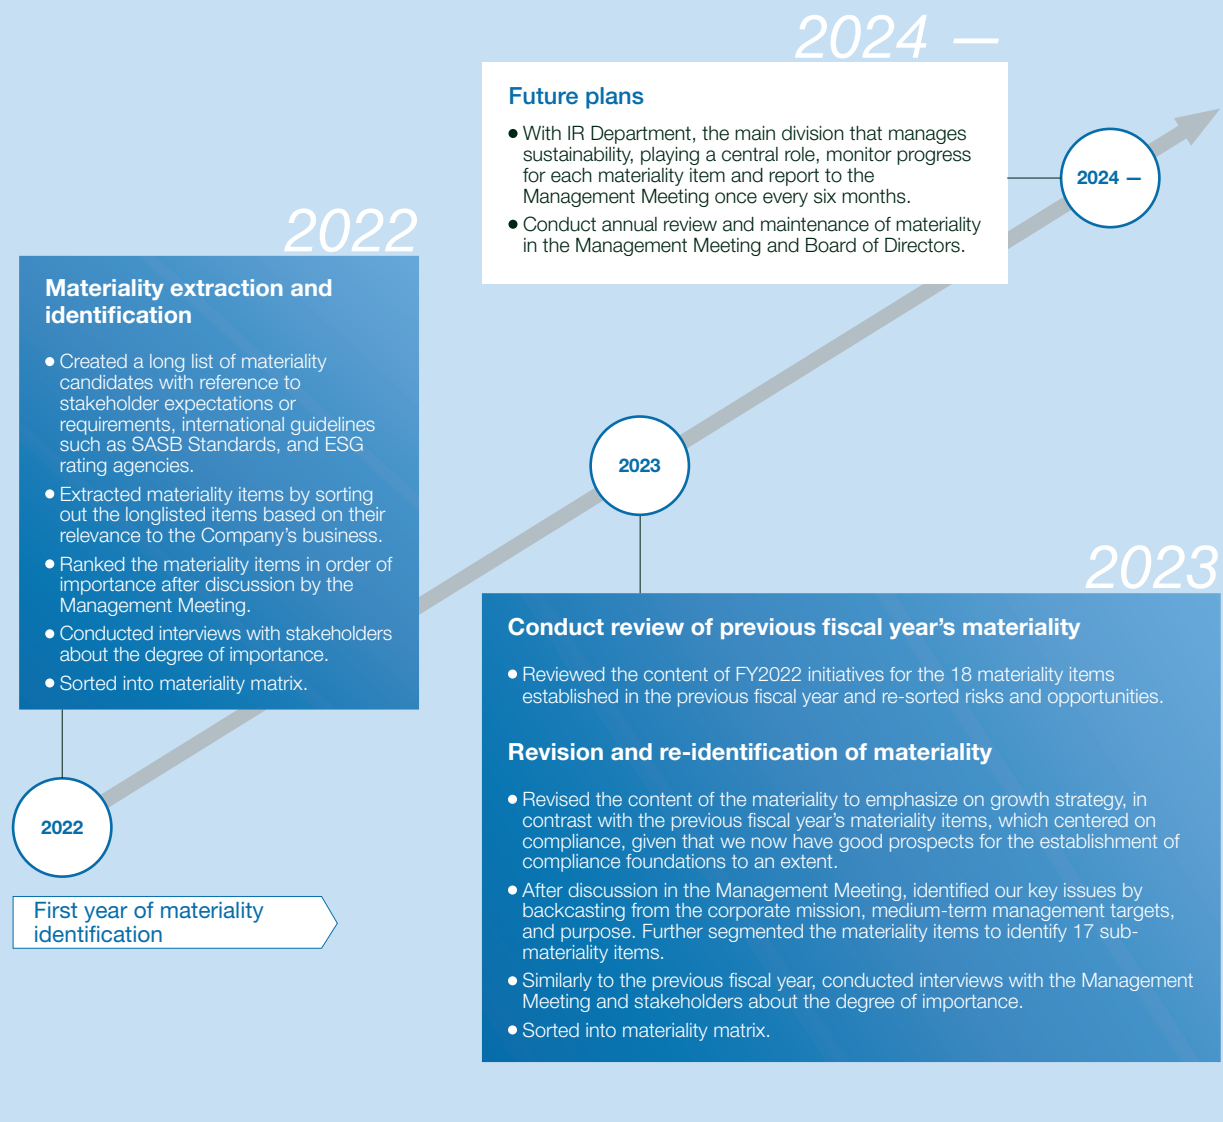 2022
Materiality extraction and
identification
● Created a long list of materiality
candidates with reference to
stakeholder expectations or
requirements, international guidelines
such as SASB Standards, and ESG
rating agencies.
● Extracted materiality items by sorting
out the longlisted items based on their
relevance to the Company’s business.
● Ranked the materiality items in order of
importance after discussion by the
Management Meeting.
● Conducted interviews with stakeholders
about the degree of importance.
● Sorted into materiality matrix.
2022
First year of materiality
identification
2023
2023
Conduct review of previous fiscal year’s materiality
● Reviewed the content of FY2022 initiatives for the 18 materiality items
established in the previous fiscal year and re-sorted risks and opportunities.
Revision and re-identification of materiality
● Revised the content of the materiality to emphasize on growth strategy, in
contrast with the previous fiscal year’s materiality items, which centered on
compliance, given that we now have good prospects for the establishment of
compliance foundations to an extent.
● After discussion in the Management Meeting, identified our key issues by
backcasting from the corporate mission, medium-term management targets,
and purpose. Further segmented the materiality items to identify 17 sub-
materiality items.
● Similarly to the previous fiscal year, conducted interviews with the Management
Meeting and stakeholders about the degree of importance.
● Sorted into materiality matrix.
2024 —
Future plans
● With IR Department, the main division that manages
sustainability, playing a central role, monitor progress
for each materiality item and report to the
Management Meeting once every six months.
● Conduct annual review and maintenance of materiality
in the Management Meeting and Board of Directors.
2024 —